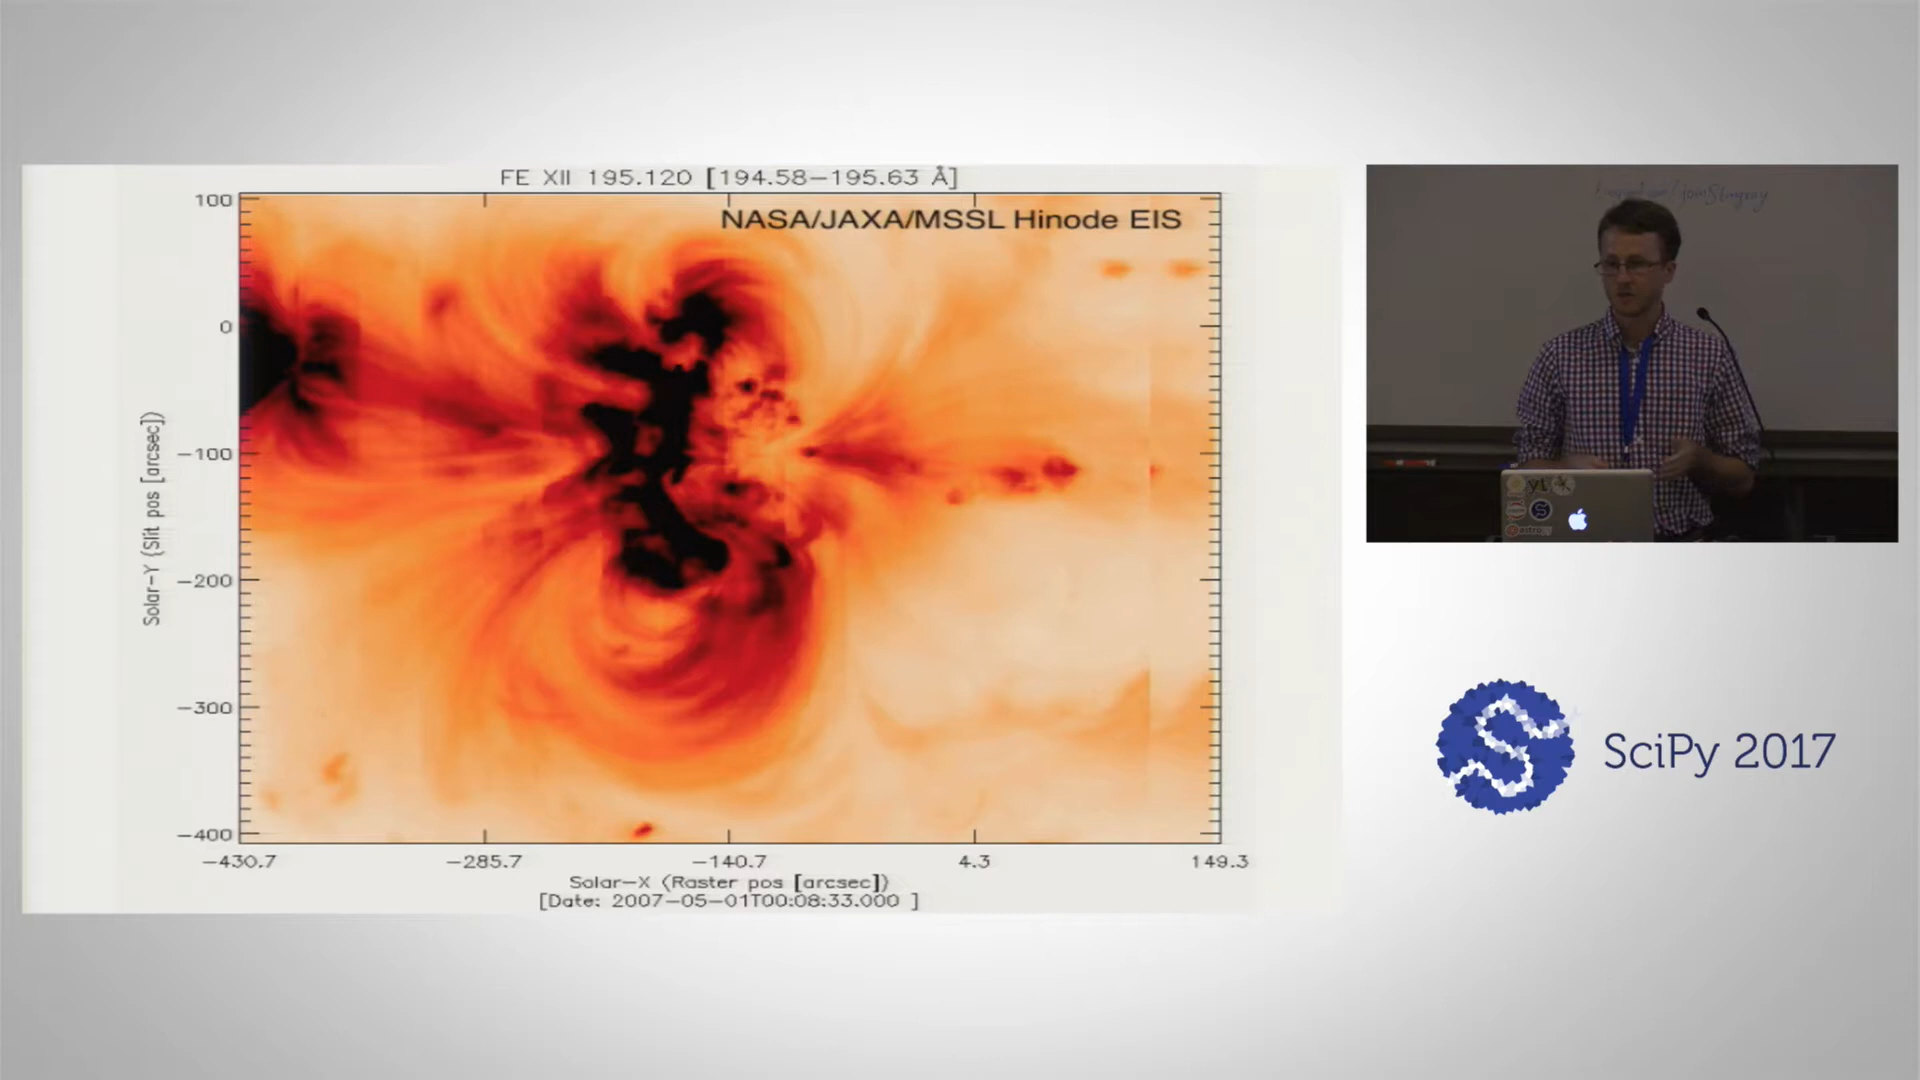 FE XII 195.120 [194.58−195.63 Å]
NASA/JAXA/MSSL Hinode EIS
100
0
−100
−200
−300
−400
Solar−Y (Slit pos [arcsec])
−430.7
−285.7
−140.7
4.3
149.3
Solar−X (Raster pos [arcsec])
[Date: 2007−05−01T00:08:33.000 ]
yt
S
SciPy 2017